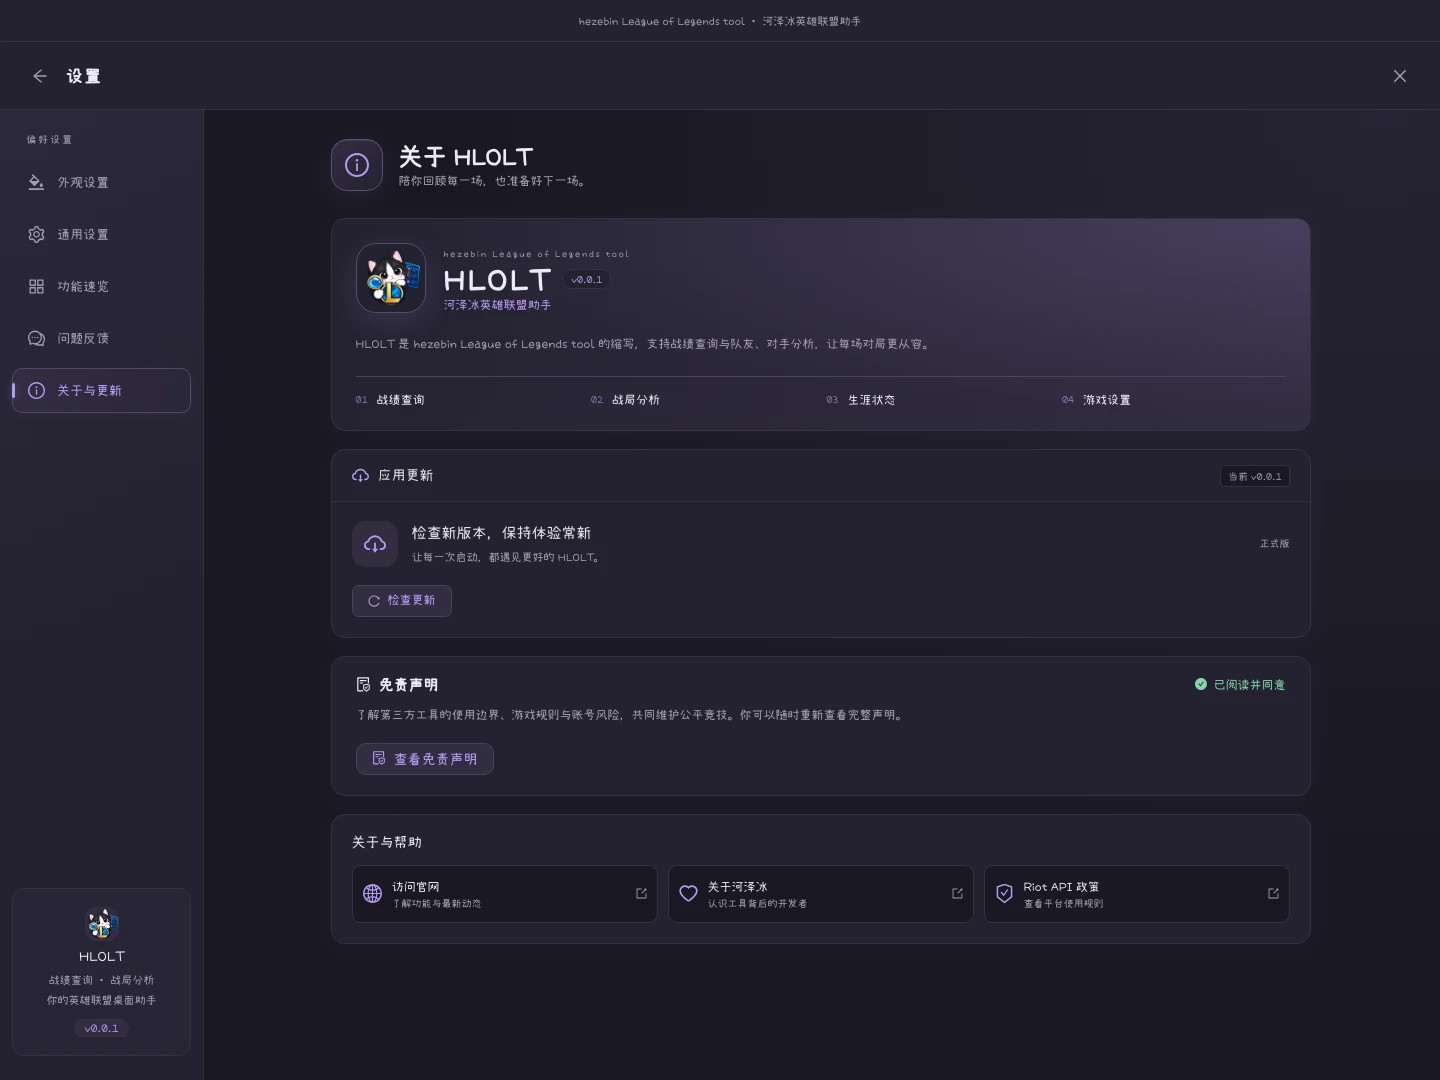 hezebin League of Legends tool • 河泽冰英雄联盟助手
设置
偏好设置
外观设置
通用设置
功能速览
问题反馈
关于与更新
HLOLT
战绩查询 • 战局分析
你的英雄联盟桌面助手
v0.0.1
关于 HLOLT
陪你回顾每一场，也准备好下一场。
hezebin League of Legends tool
HLOLT v0.0.1
河泽冰英雄联盟助手
HLOLT 是 hezebin League of Legends tool 的缩写，支持战绩查询与队友、对手分析，让每场对局更从容。
01 战绩查询 02 战局分析 03 生涯状态 04 游戏设置
应用更新 当前 v0.0.1
检查新版本，保持体验常新
让每一次启动，都遇见更好的 HLOLT。
正式版
检查更新
免责声明 已阅读并同意
了解第三方工具的使用边界、游戏规则与账号风险，共同维护公平竞技。你可以随时重新查看完整声明。
查看免责声明
关于与帮助
访问官网
了解功能与最新动态
关于河泽冰
认识工具背后的开发者
Riot API 政策
查看平台使用规则